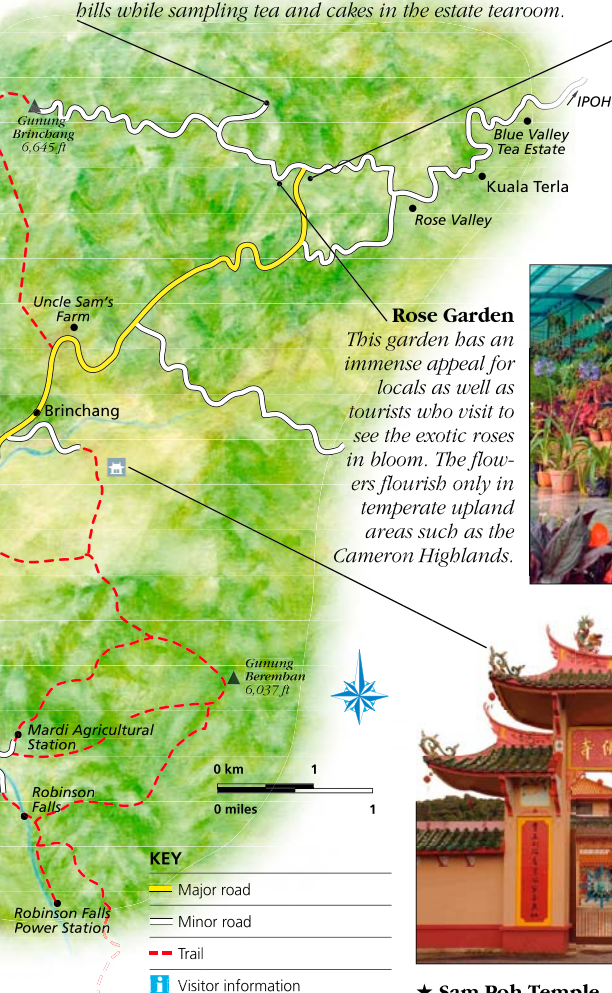 hills while sampling tea and cakes in the estate tearoom.
IPOH
Gunung
Brinchang
6,645 ft
Blue Valley
Tea Estate
Kuala Terla
Rose Valley
Uncle Sam's
Farm
Rose Garden
This garden has an
immense appeal for
locals as well as
tourists who visit to
see the exotic roses
in bloom. The flow-
ers flourish only in
temperate upland
areas such as the
Cameron Highlands.
Brinchang
Gunung
Beremban
6,037 ft
Mardi Agricultural
Station
0 km 1
0 miles 1
Robinson
Falls
Robinson Falls
Power Station
KEY
Major road
Minor road
Trail
Visitor information
★ Sam Poh Temple